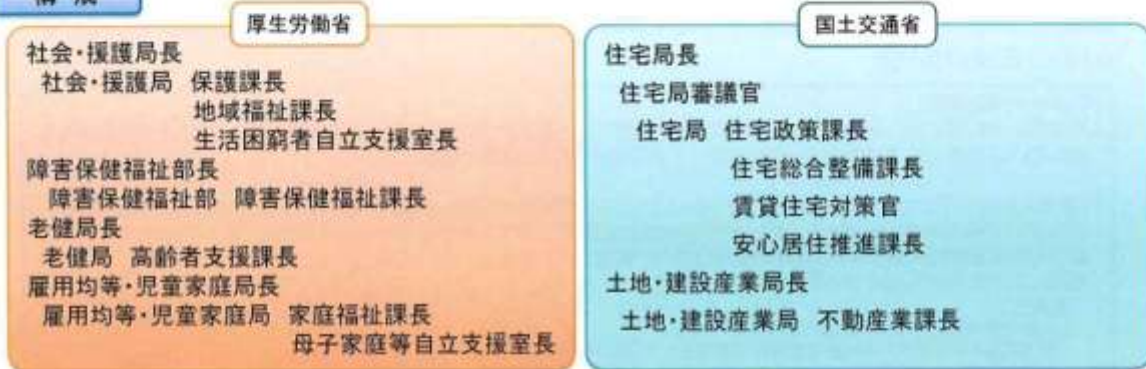 構成
厚生労働省
社会・援護局長
社会・援護局 保護課長
地域福祉課長
生活困窮者自立支援室長
障害保健福祉部長
障害保健福祉部 障害保健福祉課長
老健局長
老健局 高齢者支援課長
雇用均等・児童家庭局長
雇用均等・児童家庭局 家庭福祉課長
母子家庭等自立支援室長
国土交通省
住宅局長
住宅局審議官
住宅局 住宅政策課長
住宅総合整備課長
賃貸住宅対策官
安心居住推進課長
土地・建設産業局長
土地・建設産業局 不動産業課長